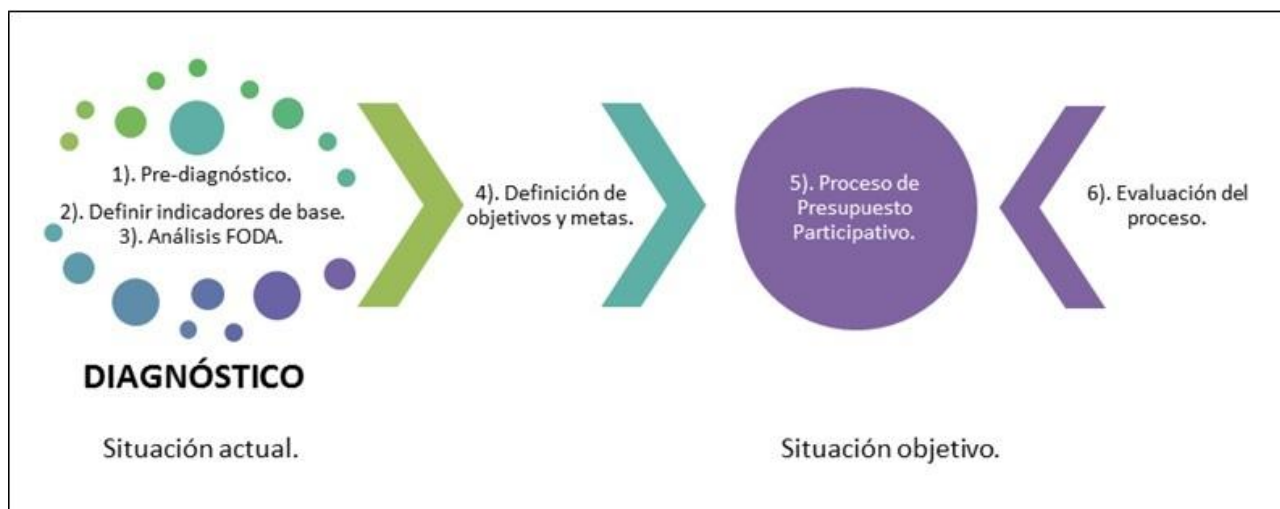 1). Pre-diagnóstico.
2). Definir indicadores de base.
3). Análisis FODA.
DIAGNÓSTICO
Situación actual.
4). Definición de
objetivos y metas.
5). Proceso de
Presupuesto
Participativo.
6). Evaluación del
proceso.
Situación objetivo.